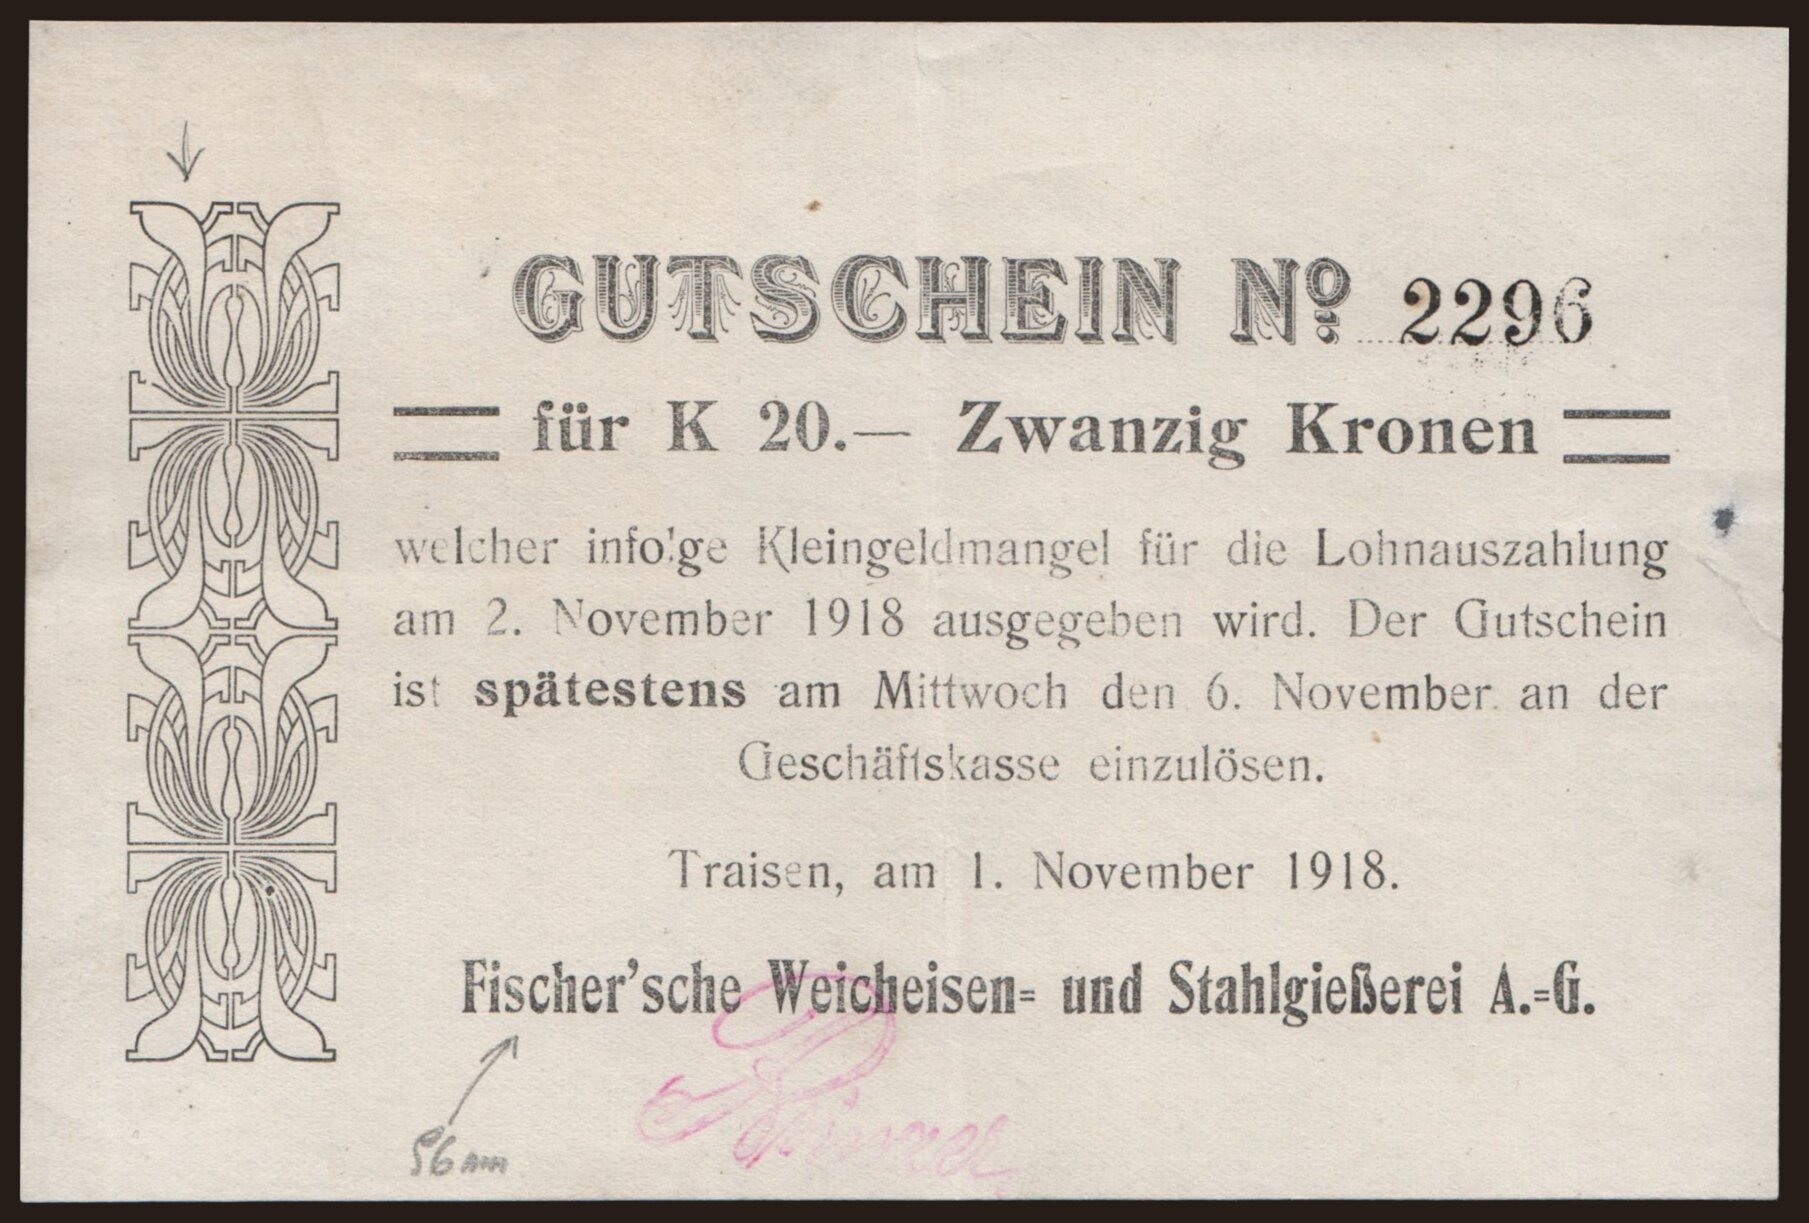 GUTSCHEIN Nº 2296
für K 20.— Zwanzig Kronen
welcher infolge Kleingeldmangel für die Lohnauszahlung
am 2. November 1918 ausgegeben wird. Der Gutschein
ist spätestens am Mittwoch den 6. November an der
Geschäftskasse einzulösen.
Traisen, am 1. November 1918.
Fischer'sche Weicheisen= und Stahlgießerei A.=G.